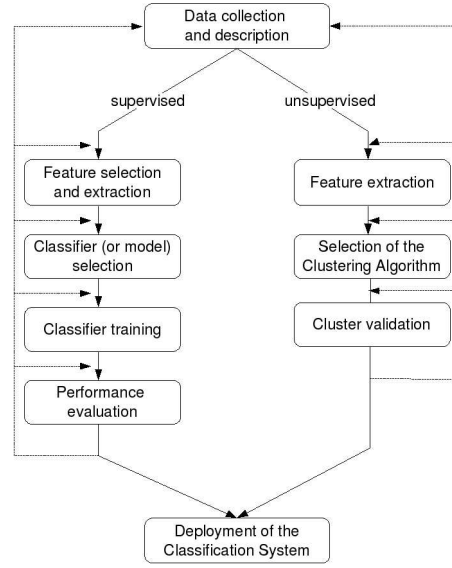 Data collection
and description
supervised
unsupervised
Feature selection
and extraction
Classifier (or model)
selection
Classifier training
Performance
evaluation
Feature extraction
Selection of the
Clustering Algorithm
Cluster validation
Deployment of the
Classification System